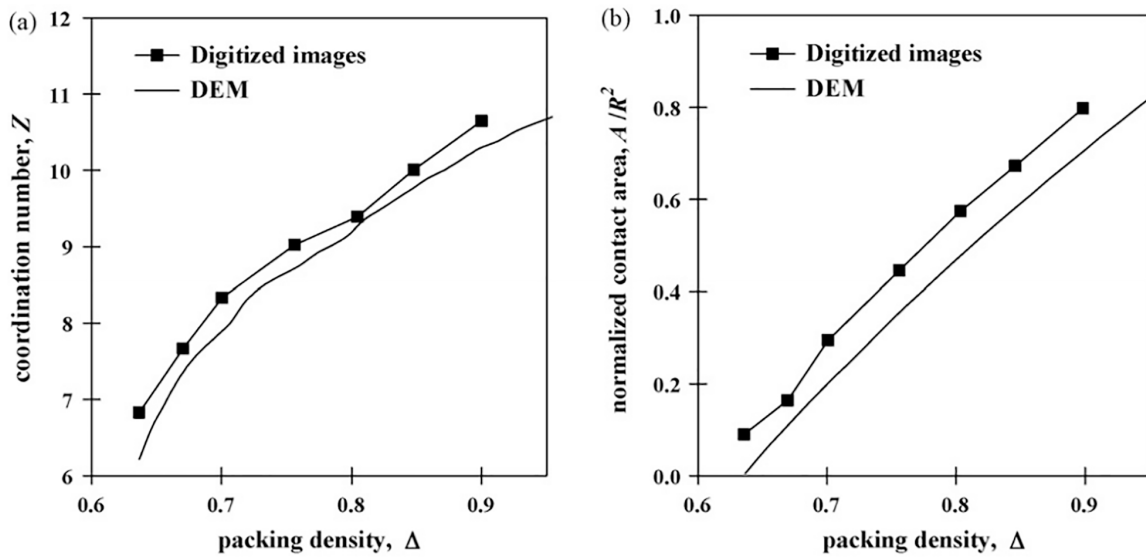 (a)
12
11
10
9
8
7
6
0.6 0.7 0.8 0.9
coordination number, Z
packing density, Δ
Digitized images
DEM
(b)
1.0
0.8
0.6
0.4
0.2
0.0
0.6 0.7 0.8 0.9
normalized contact area, A/R²
packing density, Δ
Digitized images
DEM